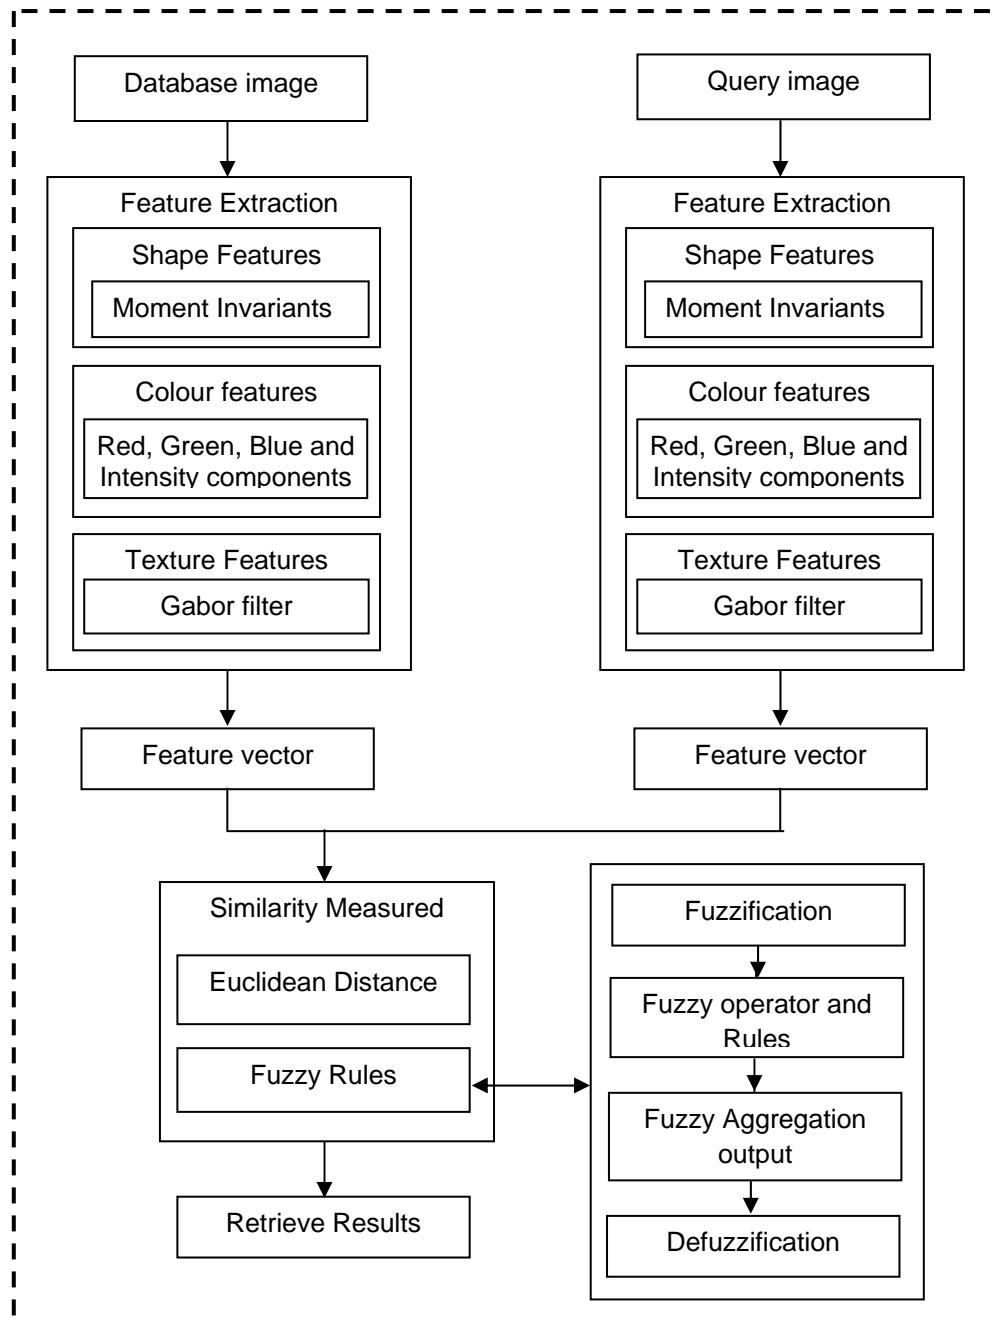 Database image
Query image
Feature Extraction
Shape Features
Moment Invariants
Colour features
Red, Green, Blue and
Intensity components
Texture Features
Gabor filter
Feature Extraction
Shape Features
Moment Invariants
Colour features
Red, Green, Blue and
Intensity components
Texture Features
Gabor filter
Feature vector
Feature vector
Similarity Measured
Euclidean Distance
Fuzzy Rules
Retrieve Results
Fuzzification
Fuzzy operator and
Rules
Fuzzy Aggregation
output
Defuzzification